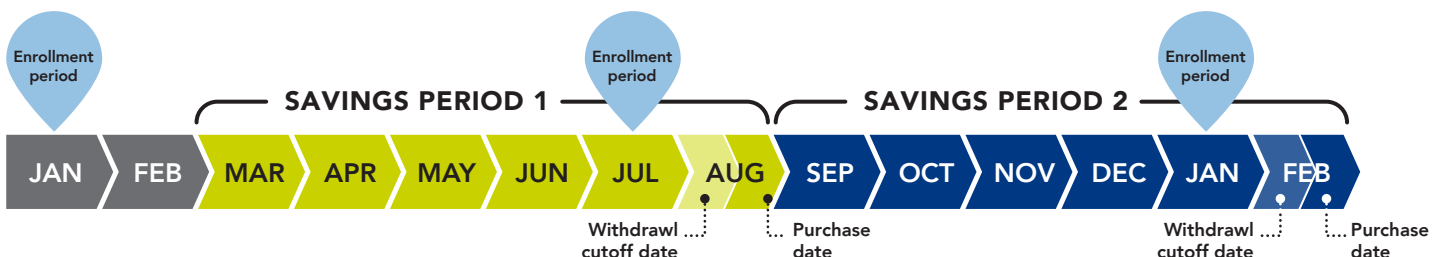 Enrollment
period
Enrollment
period
Enrollment
period
SAVINGS PERIOD 1
SAVINGS PERIOD 2
JAN FEB MAR APR MAY JUN JUL AUG SEP OCT NOV DEC JAN FEB
Withdrawl
cutoff date
Purchase
date
Withdrawl
cutoff date
Purchase
date